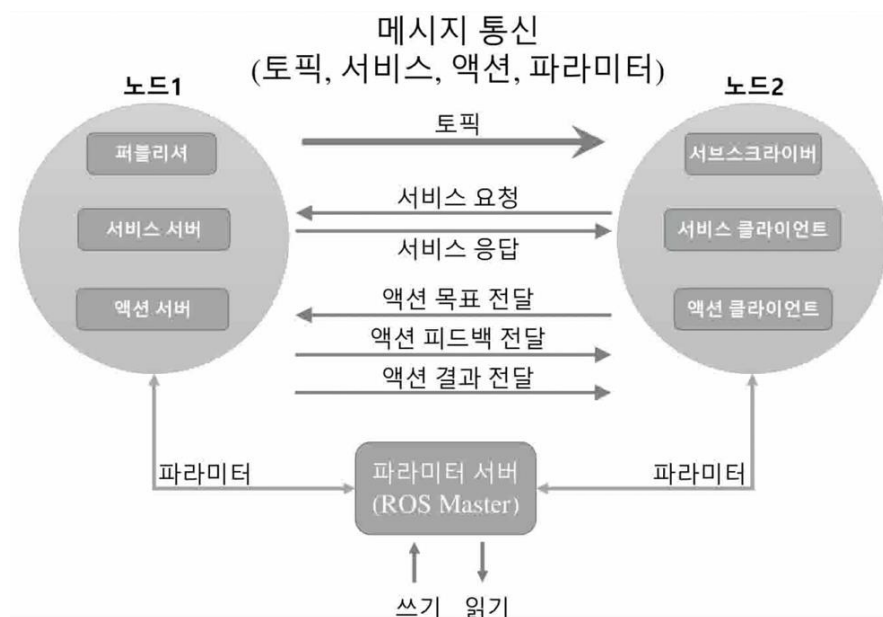 메시지 통신
(토픽, 서비스, 액션, 파라미터)
노드1
노드2
퍼블리셔
토픽
서브스크라이버
서비스 요청
서비스 서버
서비스 클라이언트
서비스 응답
액션 목표 전달
액션 서버
액션 클라이언트
액션 피드백 전달
액션 결과 전달
파라미터
파라미터 서버
(ROS Master)
파라미터
쓰기
읽기